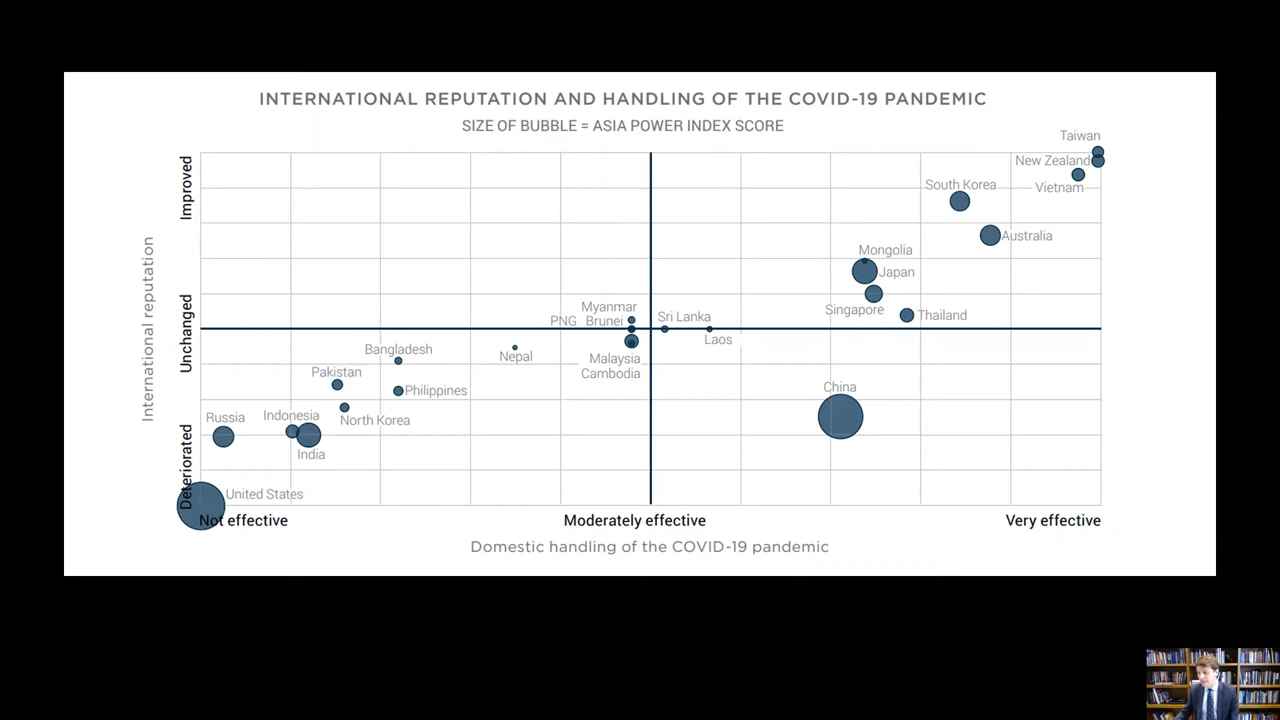 INTERNATIONAL REPUTATION AND HANDLING OF THE COVID-19 PANDEMIC
SIZE OF BUBBLE = ASIA POWER INDEX SCORE
Taiwan
New Zealand
Vietnam
South Korea
Australia
Mongolia
Japan
Singapore
Thailand
Myanmar
PNG Brunei
Sri Lanka
Laos
Malaysia
Cambodia
Nepal
Bangladesh
Pakistan
Philippines
North Korea
China
Russia
Indonesia
India
United States
International reputation
Improved
Unchanged
Deteriorated
Not effective
Moderately effective
Very effective
Domestic handling of the COVID-19 pandemic